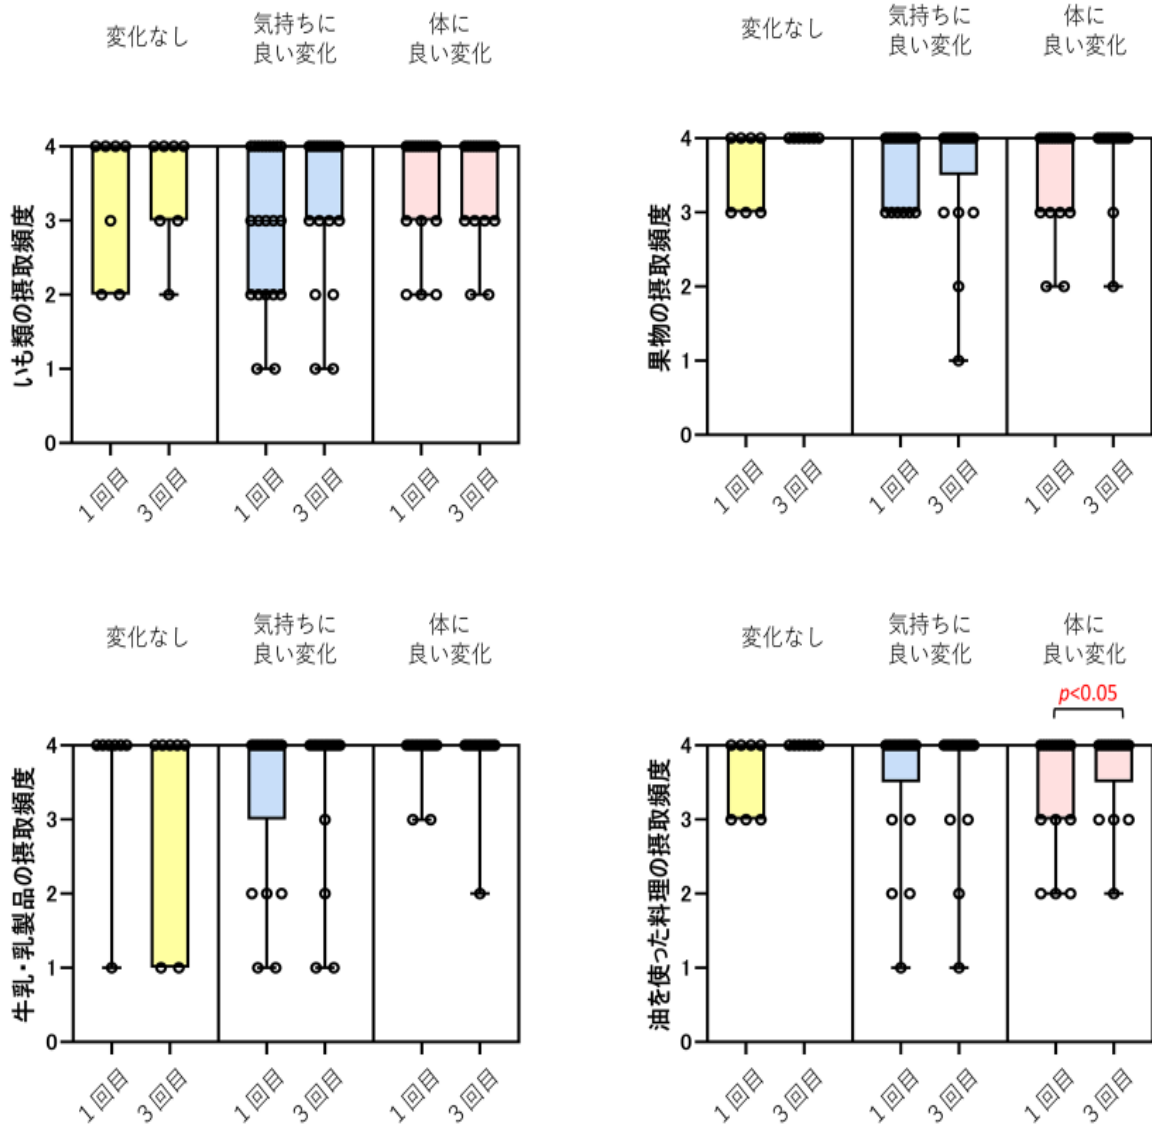 変化なし
気持ちに
良い変化
体に
良い変化
いも類の摂取頻度
4
3
2
1
0
1回目
3回目
1回目
3回目
1回目
3回目
変化なし
気持ちに
良い変化
体に
良い変化
果物の摂取頻度
4
3
2
1
0
1回目
3回目
1回目
3回目
1回目
3回目
変化なし
気持ちに
良い変化
体に
良い変化
牛乳・乳製品の摂取頻度
4
3
2
1
0
1回目
3回目
1回目
3回目
1回目
3回目
変化なし
気持ちに
良い変化
体に
良い変化
p<0.05
油を使った料理の摂取頻度
4
3
2
1
0
1回目
3回目
1回目
3回目
1回目
3回目